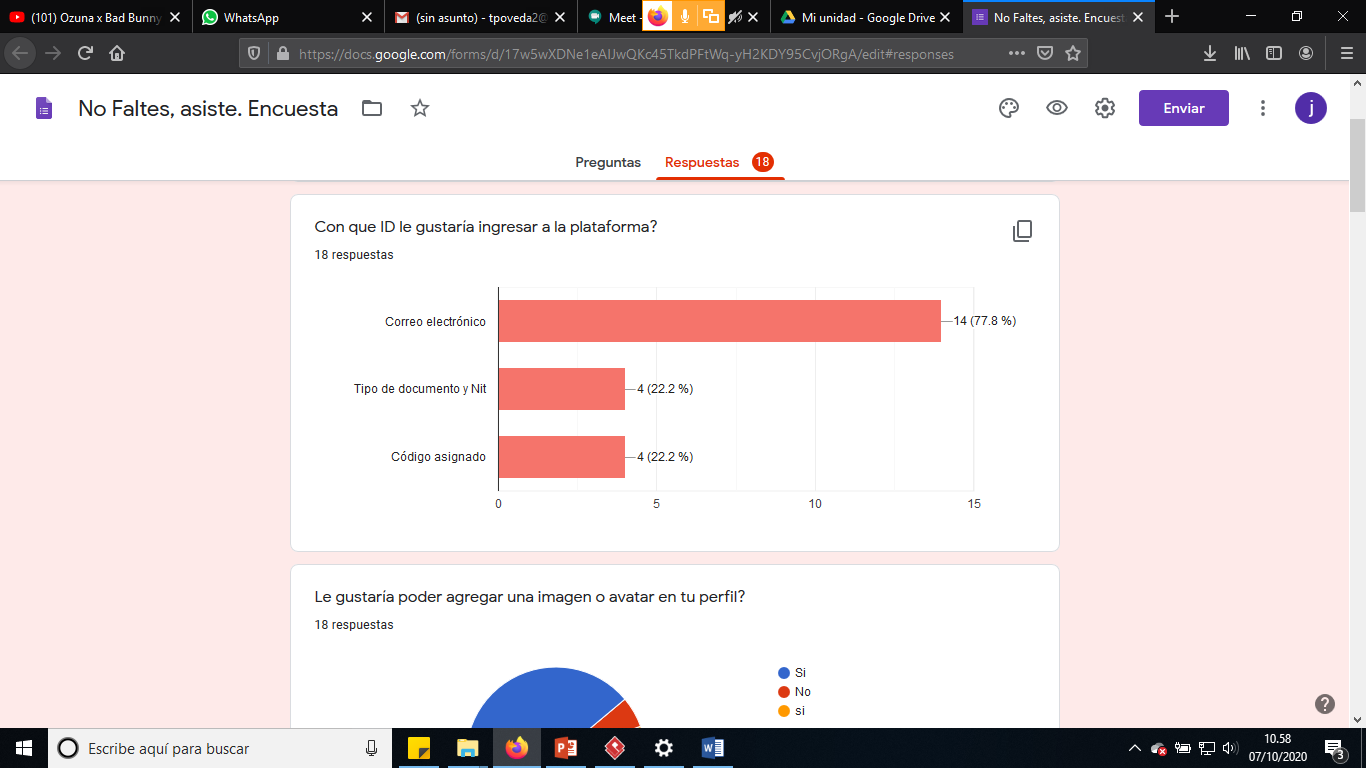 (101) Ozuna x Bad Bunny
WhatsApp
(sin asunto) - tpoveda2@
Meet -
Mi unidad - Google Drive
No Faltes, asiste. Encuest
https://docs.google.com/forms/d/17w5wXDNe1eAIJwQKc45TkdPFtWq-yH2KDY95CvjORgA/edit#responses
No Faltes, asiste. Encuesta
Enviar
j
Preguntas
Respuestas
18
Con que ID le gustaría ingresar a la plataforma?
18 respuestas
Correo electrónico
14 (77.8 %)
Tipo de documento y Nit
4 (22.2 %)
Código asignado
4 (22.2 %)
0
5
10
15
Le gustaría poder agregar una imagen o avatar en tu perfil?
18 respuestas
Si
No
si
Escribe aquí para buscar
10.58
07/10/2020
3